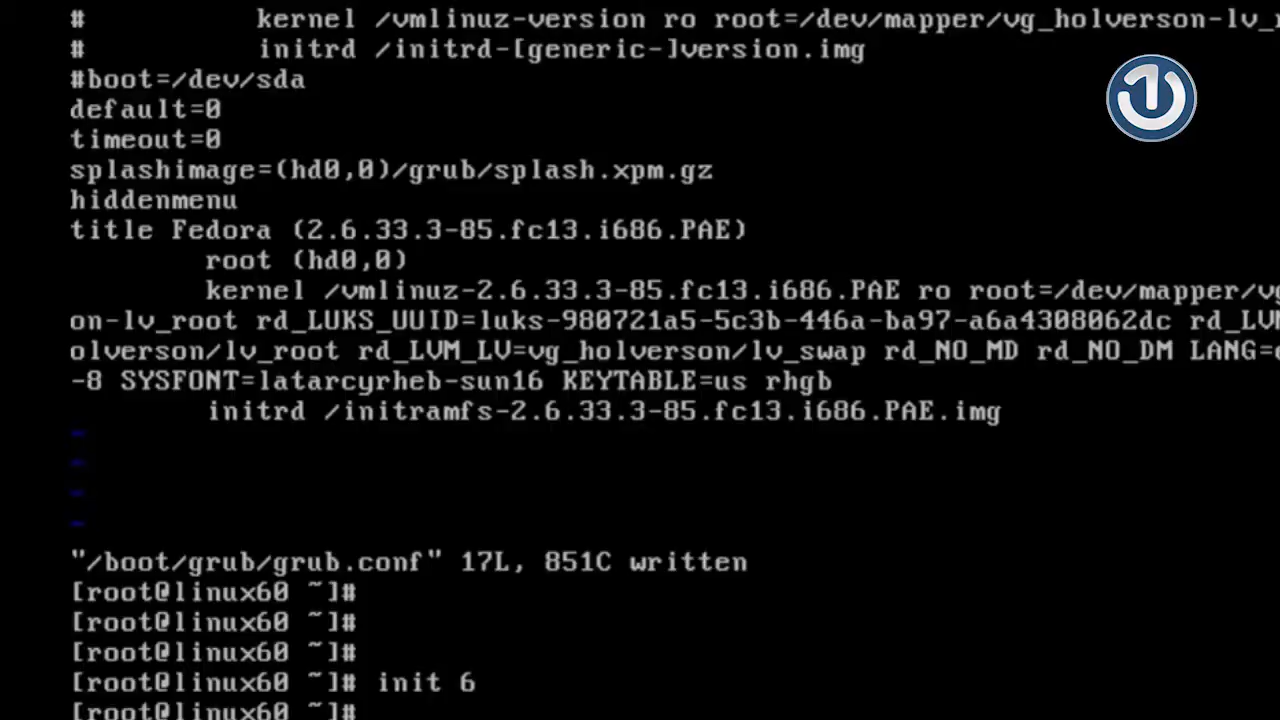 #          kernel /vmlinuz-version ro root=/dev/mapper/vg_holverson-lv_
#          initrd /initrd-[generic-]version.img
#boot=/dev/sda
default=0
timeout=0
splashimage=(hd0,0)/grub/splash.xpm.gz
hiddenmenu
title Fedora (2.6.33.3-85.fc13.i686.PAE)
        root (hd0,0)
        kernel /vmlinuz-2.6.33.3-85.fc13.i686.PAE ro root=/dev/mapper/v
on-lv_root rd_LUKS_UUID=luks-980721a5-5c3b-446a-ba97-a6a4308062dc rd_LV
olverson/lv_root rd_LVM_LV=vg_holverson/lv_swap rd_NO_MD rd_NO_DM LANG=
-8 SYSFONT=latarcyrheb-sun16 KEYTABLE=us rhgb
        initrd /initramfs-2.6.33.3-85.fc13.i686.PAE.img
~
~
~
~
"/boot/grub/grub.conf" 17L, 851C written
[root@linux60 ~]#
[root@linux60 ~]#
[root@linux60 ~]#
[root@linux60 ~]# init 6
[root@linux60 ~]#